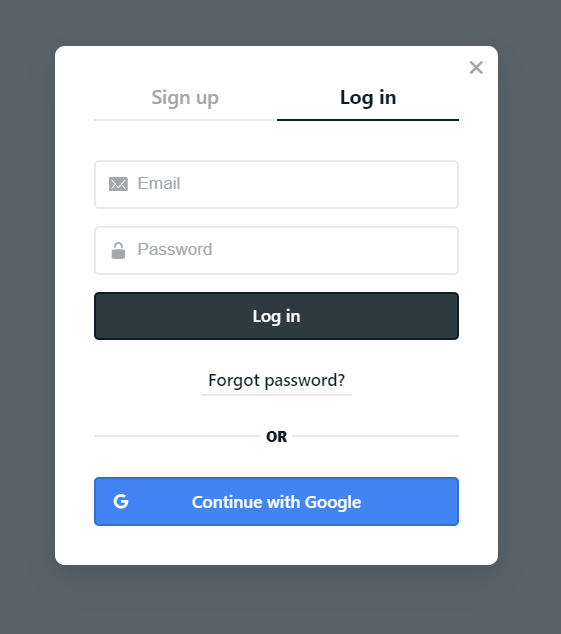 Sign up
Log in
Email
Password
Log in
Forgot password?
OR
Continue with Google